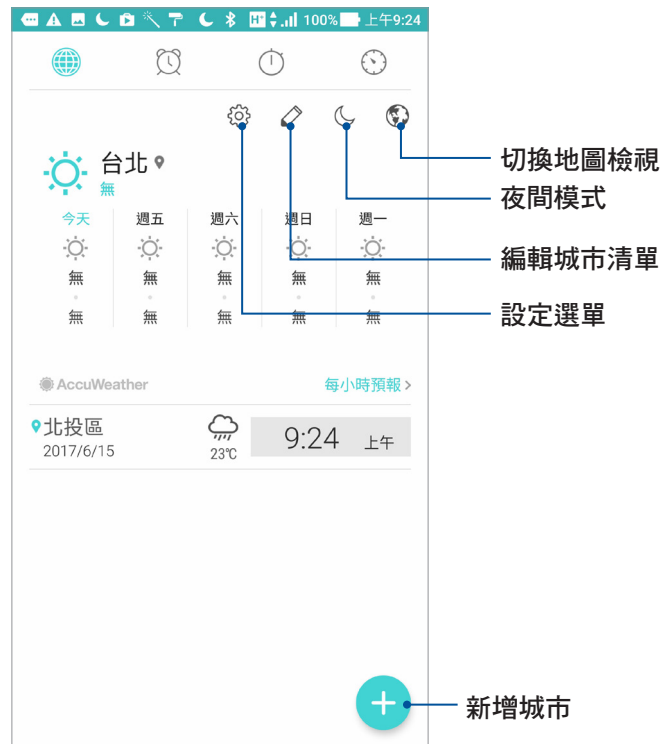 100% 上午9:24
切換地圖檢視
夜間模式
台北
無
今天 週五 週六 週日 週一
編輯城市清單
無 無 無 無 無
無 無 無 無 無
設定選單
AccuWeather 每小時預報 >
北投區 9:24 上午
2017/6/15 23℃
新增城市